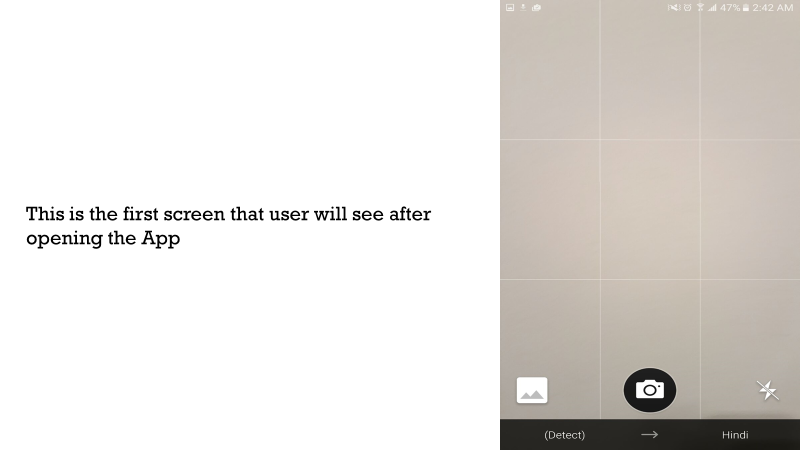 This is the first screen that user will see after
opening the App
47% 2:42 AM
(Detect) → Hindi